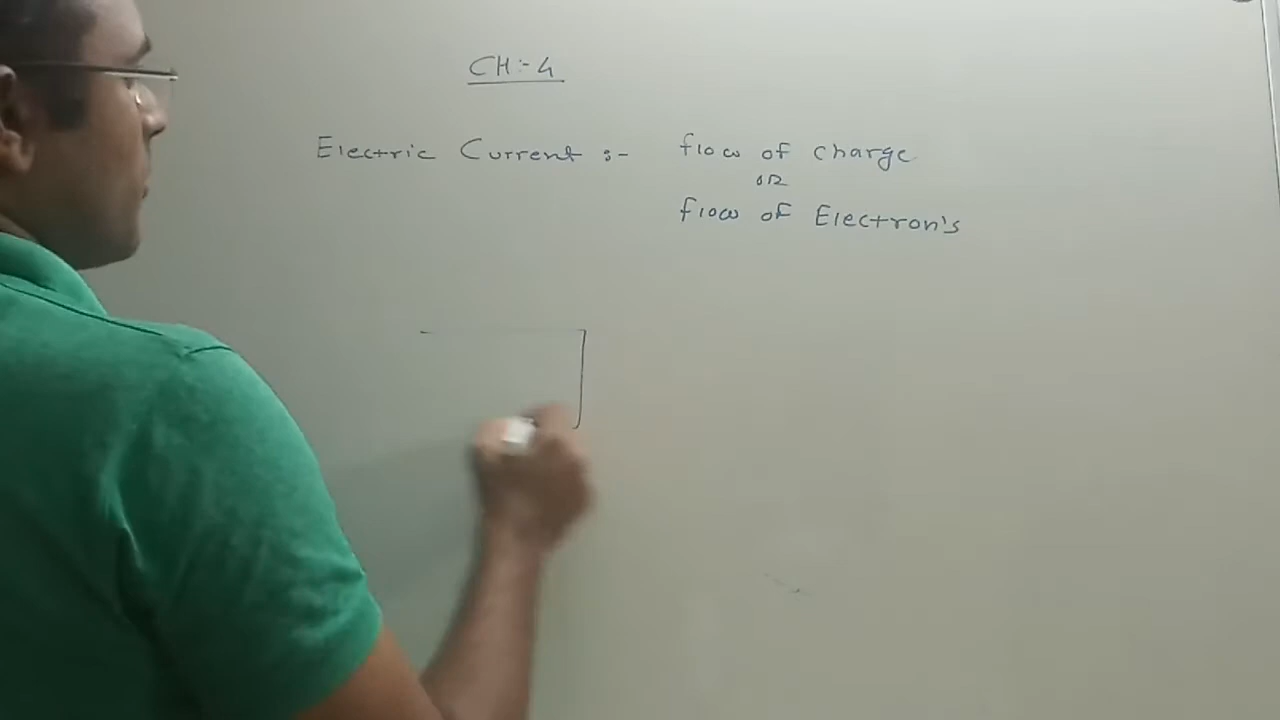 CH:- 4
Electric Current :- flow of charge
OR
flow of Electron's